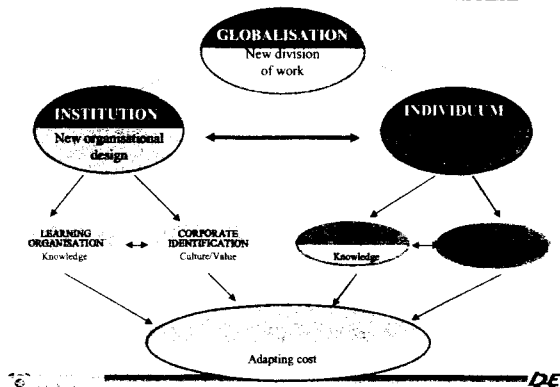 GLOBALISATION
New division
of work
INSTITUTION
New organisational
design
INDIVIDUUM
LEARNING
ORGANISATION
Knowledge
CORPORATE
IDENTIFICATION
Culture/Value
Knowledge
Adapting cost
DE